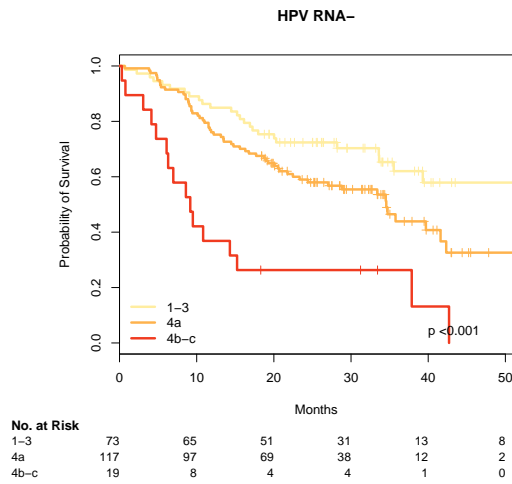 HPV RNA−
Probability of Survival
1.0
0.8
0.6
0.4
0.2
0.0
1−3
4a
4b−c
p <0.001
0 10 20 30 40 50
Months
No. at Risk
1−3 73 65 51 31 13 8
4a 117 97 69 38 12 2
4b−c 19 8 4 4 1 0